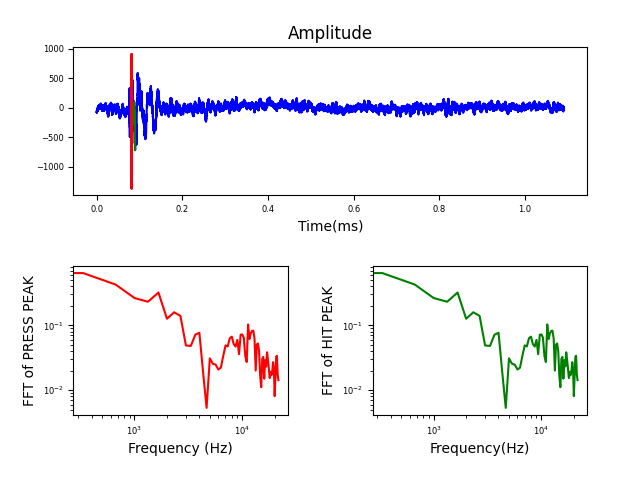 Amplitude
1000
500
0
−500
−1000
0.0 0.2 0.4 0.6 0.8 1.0
Time(ms)
FFT of PRESS PEAK
10⁻¹
10⁻²
10³ 10⁴
Frequency (Hz)
FFT of HIT PEAK
10⁻¹
10⁻²
10³ 10⁴
Frequency(Hz)